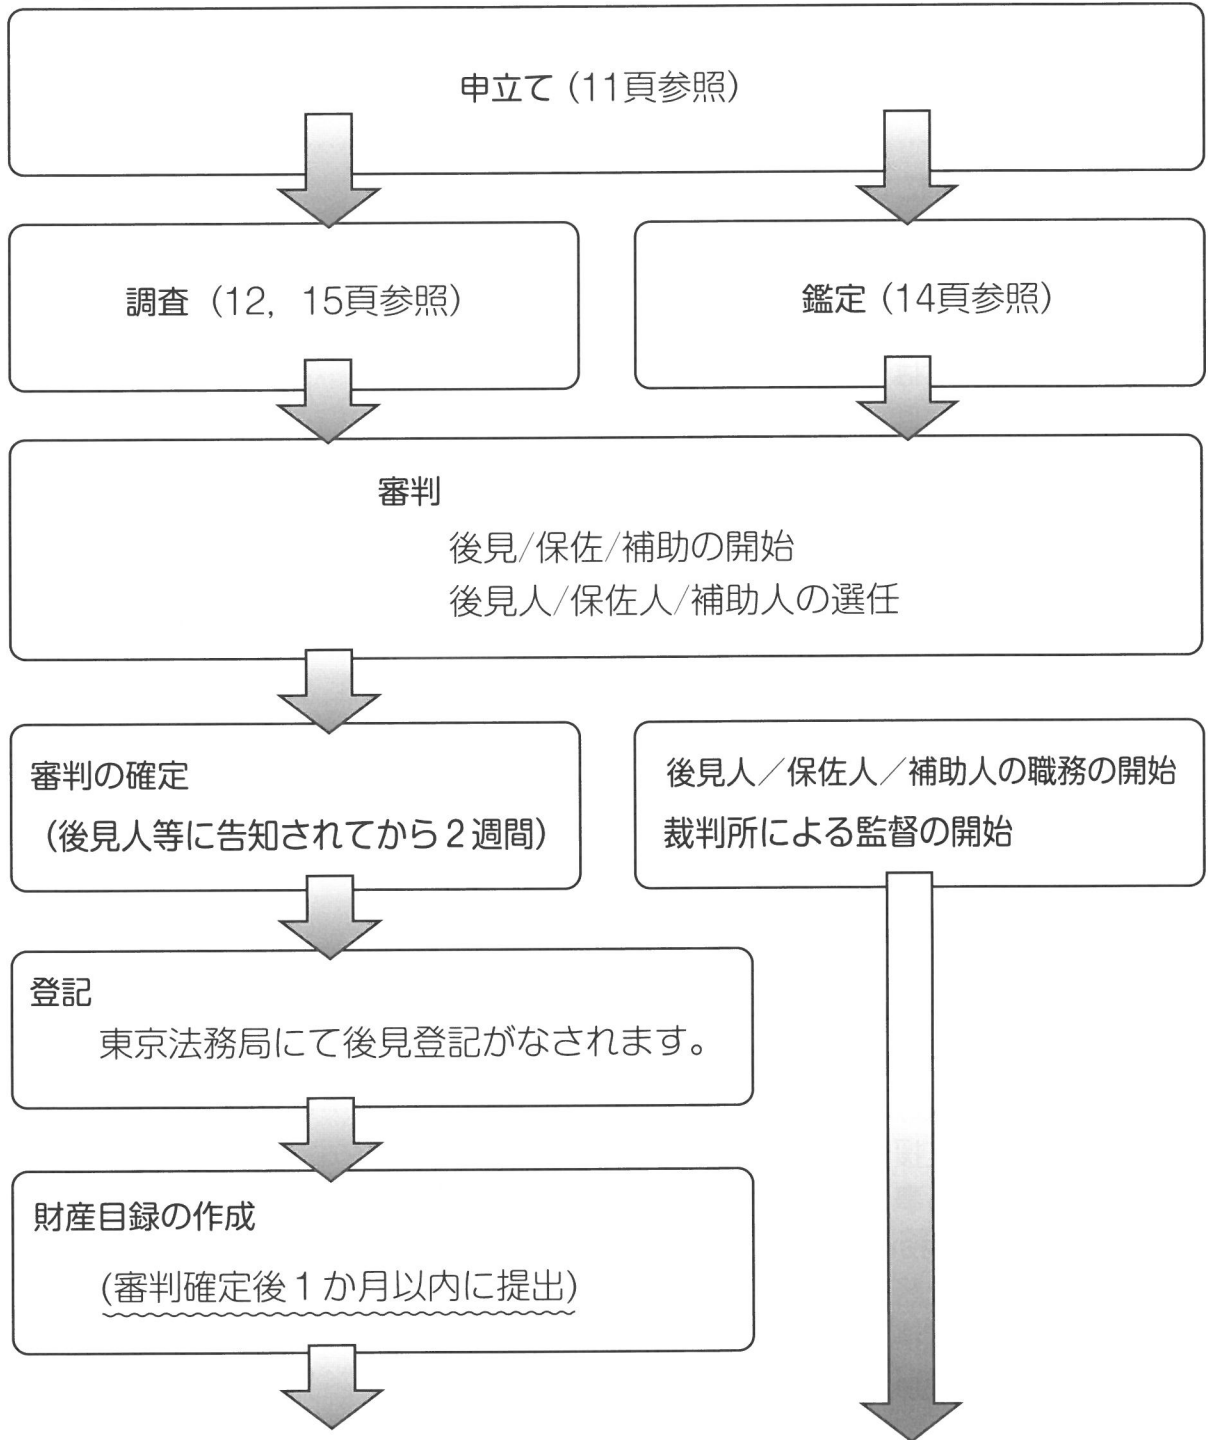 申立て（11頁参照）
調査（12，15頁参照）
鑑定（14頁参照）
審判
後見/保佐/補助の開始
後見人/保佐人/補助人の選任
審判の確定
（後見人等に告知されてから２週間）
後見人／保佐人／補助人の職務の開始
裁判所による監督の開始
登記
東京法務局にて後見登記がなされます。
財産目録の作成
(審判確定後１か月以内に提出)